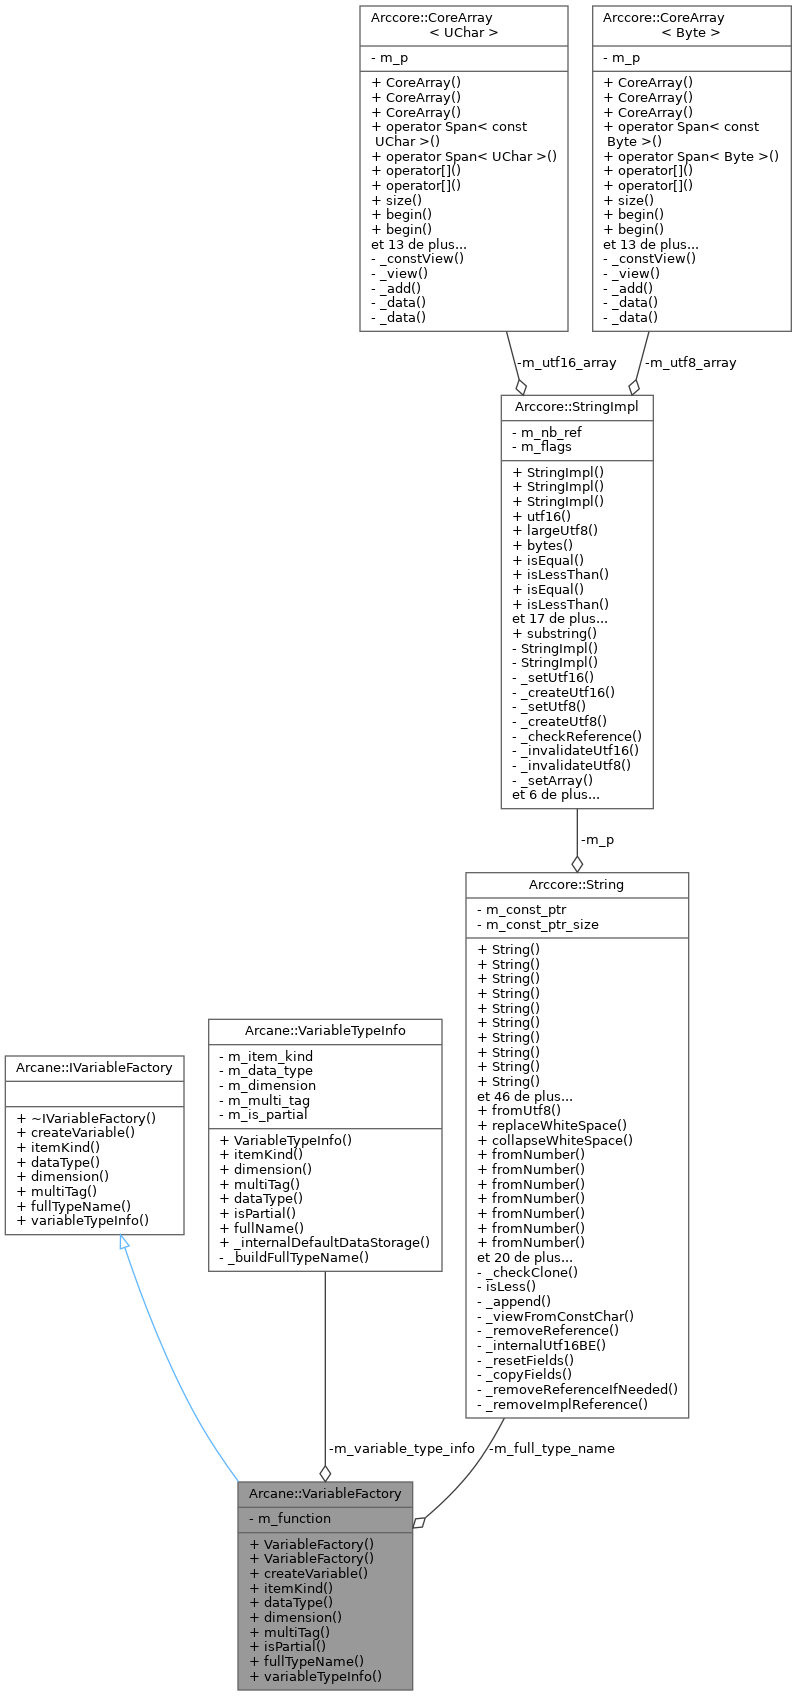 Arccore::CoreArray
< UChar >
- m_p
+ CoreArray()
+ CoreArray()
+ CoreArray()
+ operator Span< const
UChar >()
+ operator Span< UChar >()
+ operator[]()
+ operator[]()
+ size()
+ begin()
+ begin()
et 13 de plus...
- _constView()
- _view()
- _add()
- _data()
- _data()
Arccore::CoreArray
< Byte >
- m_p
+ CoreArray()
+ CoreArray()
+ CoreArray()
+ operator Span< const
Byte >()
+ operator Span< Byte >()
+ operator[]()
+ operator[]()
+ size()
+ begin()
+ begin()
et 13 de plus...
- _constView()
- _view()
- _add()
- _data()
- _data()
-m_utf16_array
-m_utf8_array
Arccore::StringImpl
- m_nb_ref
- m_flags
+ StringImpl()
+ StringImpl()
+ StringImpl()
+ utf16()
+ largeUtf8()
+ bytes()
+ isEqual()
+ isLessThan()
+ isEqual()
+ isLessThan()
et 17 de plus...
+ substring()
- StringImpl()
- StringImpl()
- _setUtf16()
- _createUtf16()
- _setUtf8()
- _createUtf8()
- _checkReference()
- _invalidateUtf16()
- _invalidateUtf8()
- _setArray()
et 6 de plus...
-m_p
Arccore::String
- m_const_ptr
- m_const_ptr_size
+ String()
+ String()
+ String()
+ String()
+ String()
+ String()
+ String()
+ String()
+ String()
+ String()
et 46 de plus...
+ fromUtf8()
+ replaceWhiteSpace()
+ collapseWhiteSpace()
+ fromNumber()
+ fromNumber()
+ fromNumber()
+ fromNumber()
+ fromNumber()
+ fromNumber()
+ fromNumber()
et 20 de plus...
- _checkClone()
- isLess()
- _append()
- _viewFromConstChar()
- _removeReference()
- _internalUtf16BE()
- _resetFields()
- _copyFields()
- _removeReferenceIfNeeded()
- _removeImplReference()
Arcane::VariableTypeInfo
- m_item_kind
- m_data_type
- m_dimension
- m_multi_tag
- m_is_partial
+ VariableTypeInfo()
+ itemKind()
+ dimension()
+ multiTag()
+ dataType()
+ isPartial()
+ fullName()
+ _internalDefaultDataStorage()
- _buildFullTypeName()
Arcane::IVariableFactory
+ ~IVariableFactory()
+ createVariable()
+ itemKind()
+ dataType()
+ dimension()
+ multiTag()
+ fullTypeName()
+ variableTypeInfo()
-m_variable_type_info
-m_full_type_name
Arcane::VariableFactory
- m_function
+ VariableFactory()
+ VariableFactory()
+ createVariable()
+ itemKind()
+ dataType()
+ dimension()
+ multiTag()
+ isPartial()
+ fullTypeName()
+ variableTypeInfo()